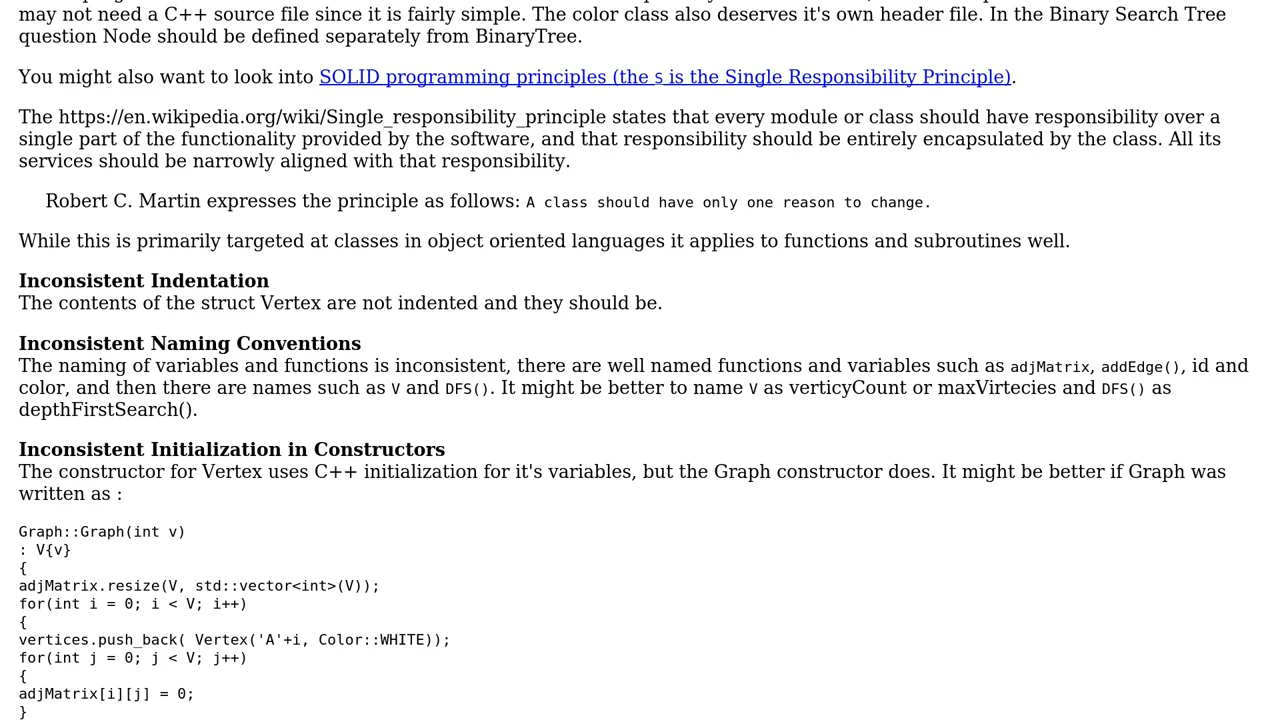 may not need a C++ source file since it is fairly simple. The color class also deserves it's own header file. In the Binary Search Tree
question Node should be defined separately from BinaryTree.
You might also want to look into SOLID programming principles (the S is the Single Responsibility Principle).
The https://en.wikipedia.org/wiki/Single_responsibility_principle states that every module or class should have responsibility over a
single part of the functionality provided by the software, and that responsibility should be entirely encapsulated by the class. All its
services should be narrowly aligned with that responsibility.
Robert C. Martin expresses the principle as follows: A class should have only one reason to change.
While this is primarily targeted at classes in object oriented languages it applies to functions and subroutines well.
Inconsistent Indentation
The contents of the struct Vertex are not indented and they should be.
Inconsistent Naming Conventions
The naming of variables and functions is inconsistent, there are well named functions and variables such as adjMatrix, addEdge(), id and
color, and then there are names such as V and DFS(). It might be better to name V as verticyCount or maxVirtecies and DFS() as
depthFirstSearch().
Inconsistent Initialization in Constructors
The constructor for Vertex uses C++ initialization for it's variables, but the Graph constructor does. It might be better if Graph was
written as :
Graph::Graph(int v)
: V{v}
{
adjMatrix.resize(V, std::vector<int>(V));
for(int i = 0; i < V; i++)
{
vertices.push_back( Vertex('A'+i, Color::WHITE));
for(int j = 0; j < V; j++)
{
adjMatrix[i][j] = 0;
}